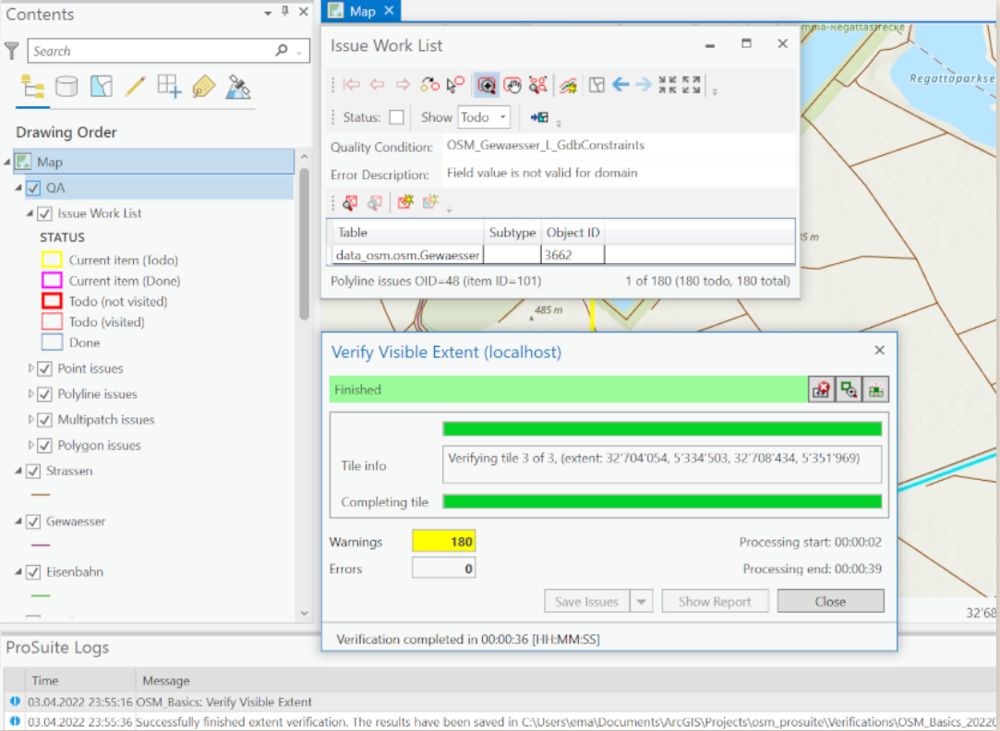 Contents
Search
Drawing Order
Map
QA
Issue Work List
STATUS
Current item (Todo)
Current item (Done)
Todo (not visited)
Todo (visited)
Done
Point issues
Polyline issues
Multipatch issues
Polygon issues
Strassen
Gewaesser
Eisenbahn
Map
Issue Work List
Status:
Show Todo
Quality Condition: OSM_Gewaesser_L_GdbConstraints
Error Description: Field value is not valid for domain
Table Subtype Object ID
data_osm.osm.Gewaesser 3662
Polyline issues OID=48 (item ID=101) 1 of 180 (180 todo, 180 total)
mpia-Regattastrecke
Regattaparkse
5 m
485 m
Verify Visible Extent (localhost)
Finished
Tile info Verifying tile 3 of 3, (extent: 32'704'054, 5'334'503, 32'708'434, 5'351'969)
Completing tile
Warnings 180 Processing start: 00:00:02
Errors 0 Processing end: 00:00:39
Save Issues Show Report Close
Verification completed in 00:00:36 [HH:MM:SS]
32'68
ProSuite Logs
Time Message
03.04.2022 23:55:16 OSM_Basics: Verify Visible Extent
03.04.2022 23:55:36 Successfully finished extent verification. The results have been saved in C:\Users\ema\Documents\ArcGIS\Projects\osm_prosuite\Verifications\OSM_Basics_20220